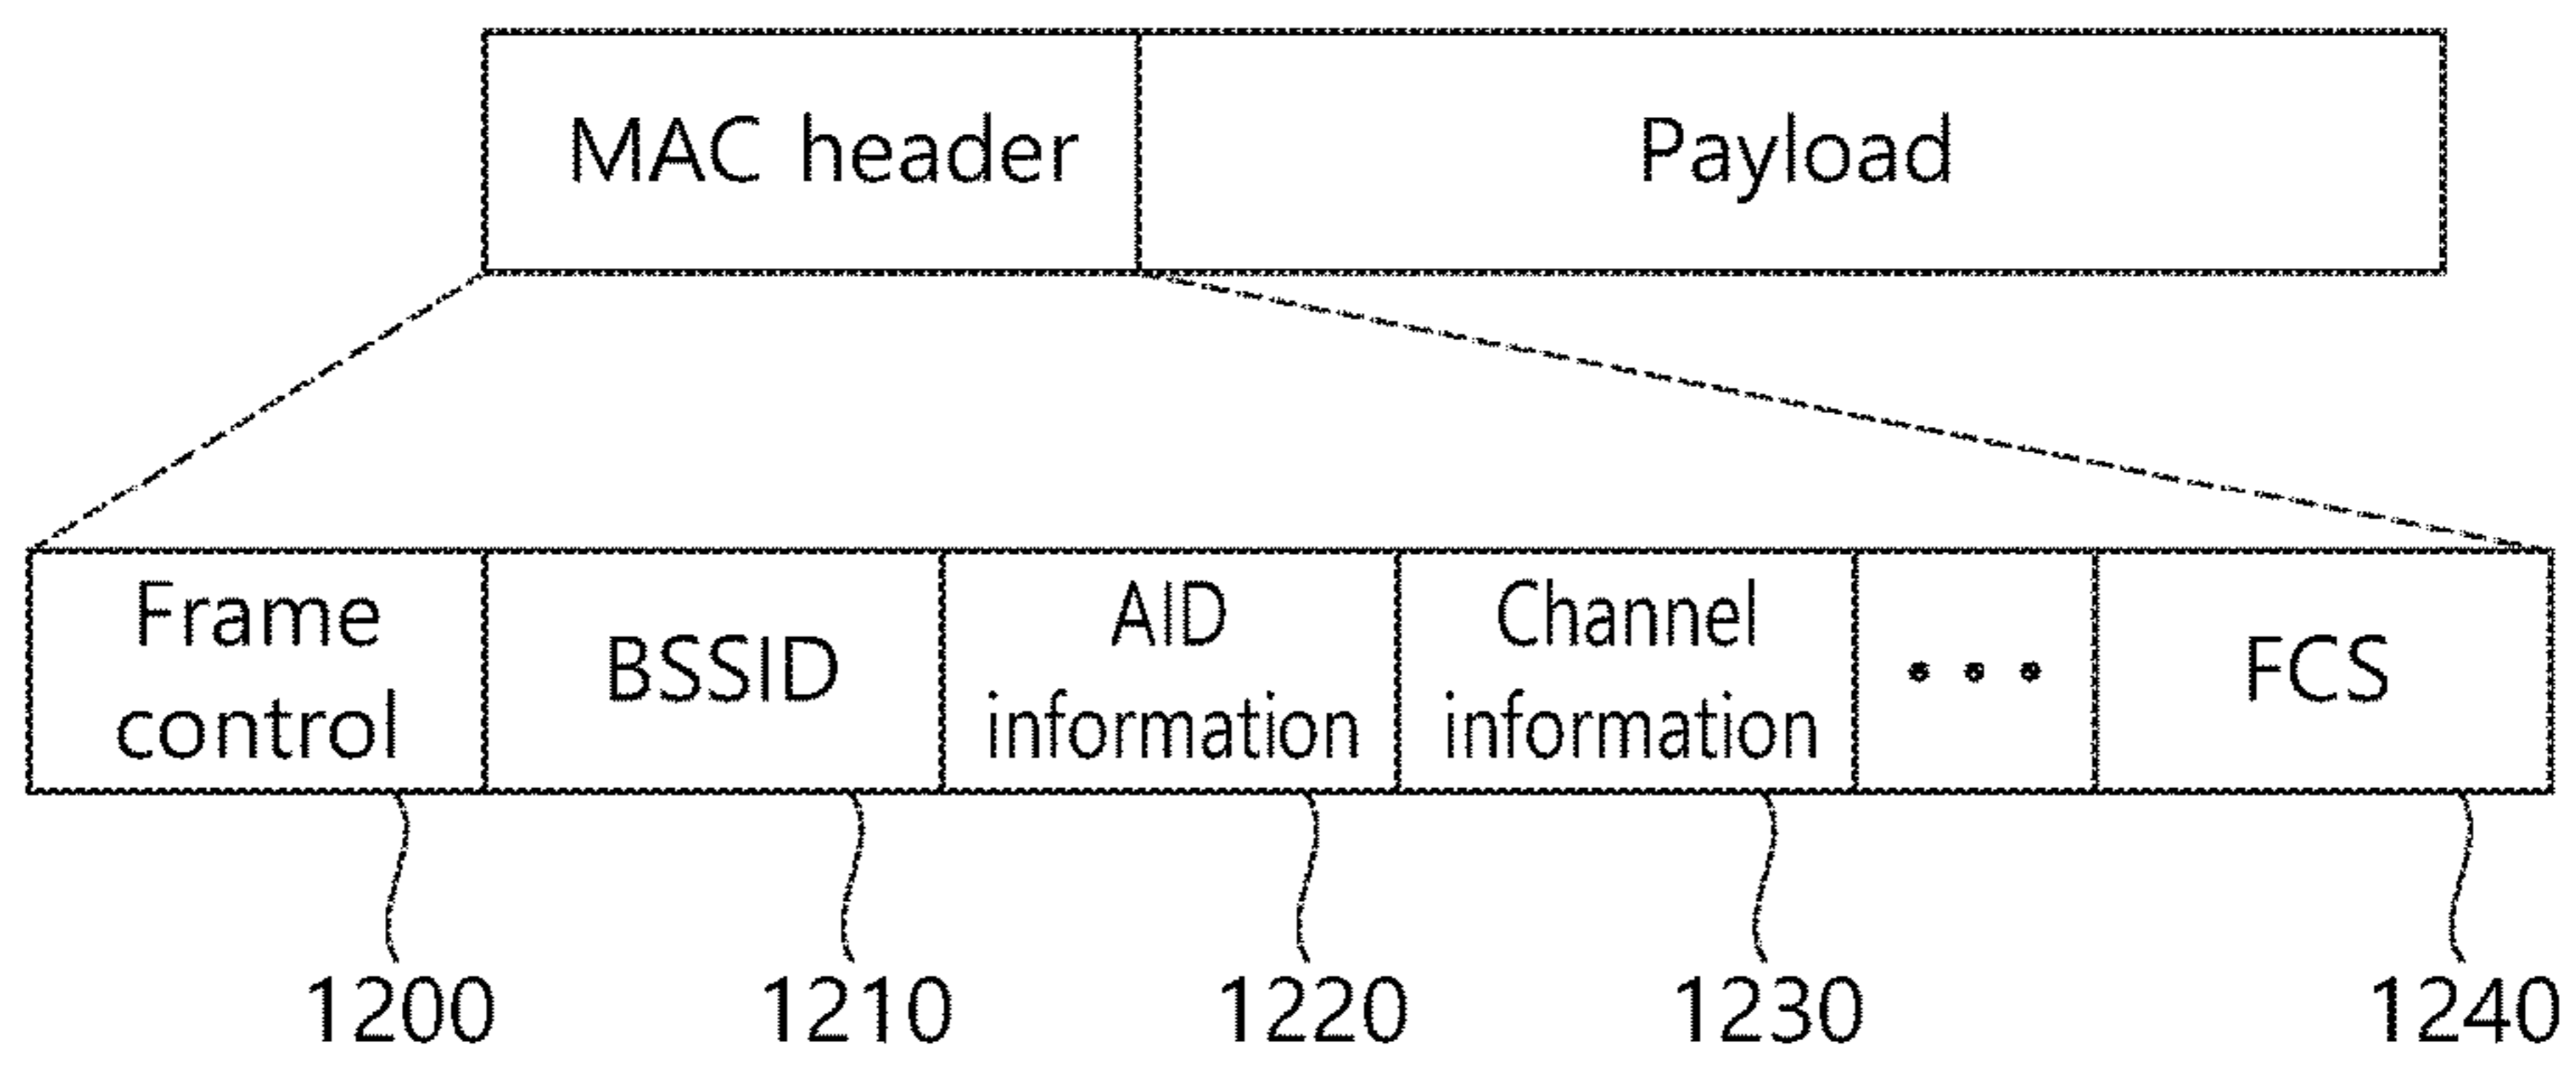 MAC header
Payload
Frame
control
BSSID
AID
information
Channel
information
• • •
FCS
1200
1210
1220
1230
1240